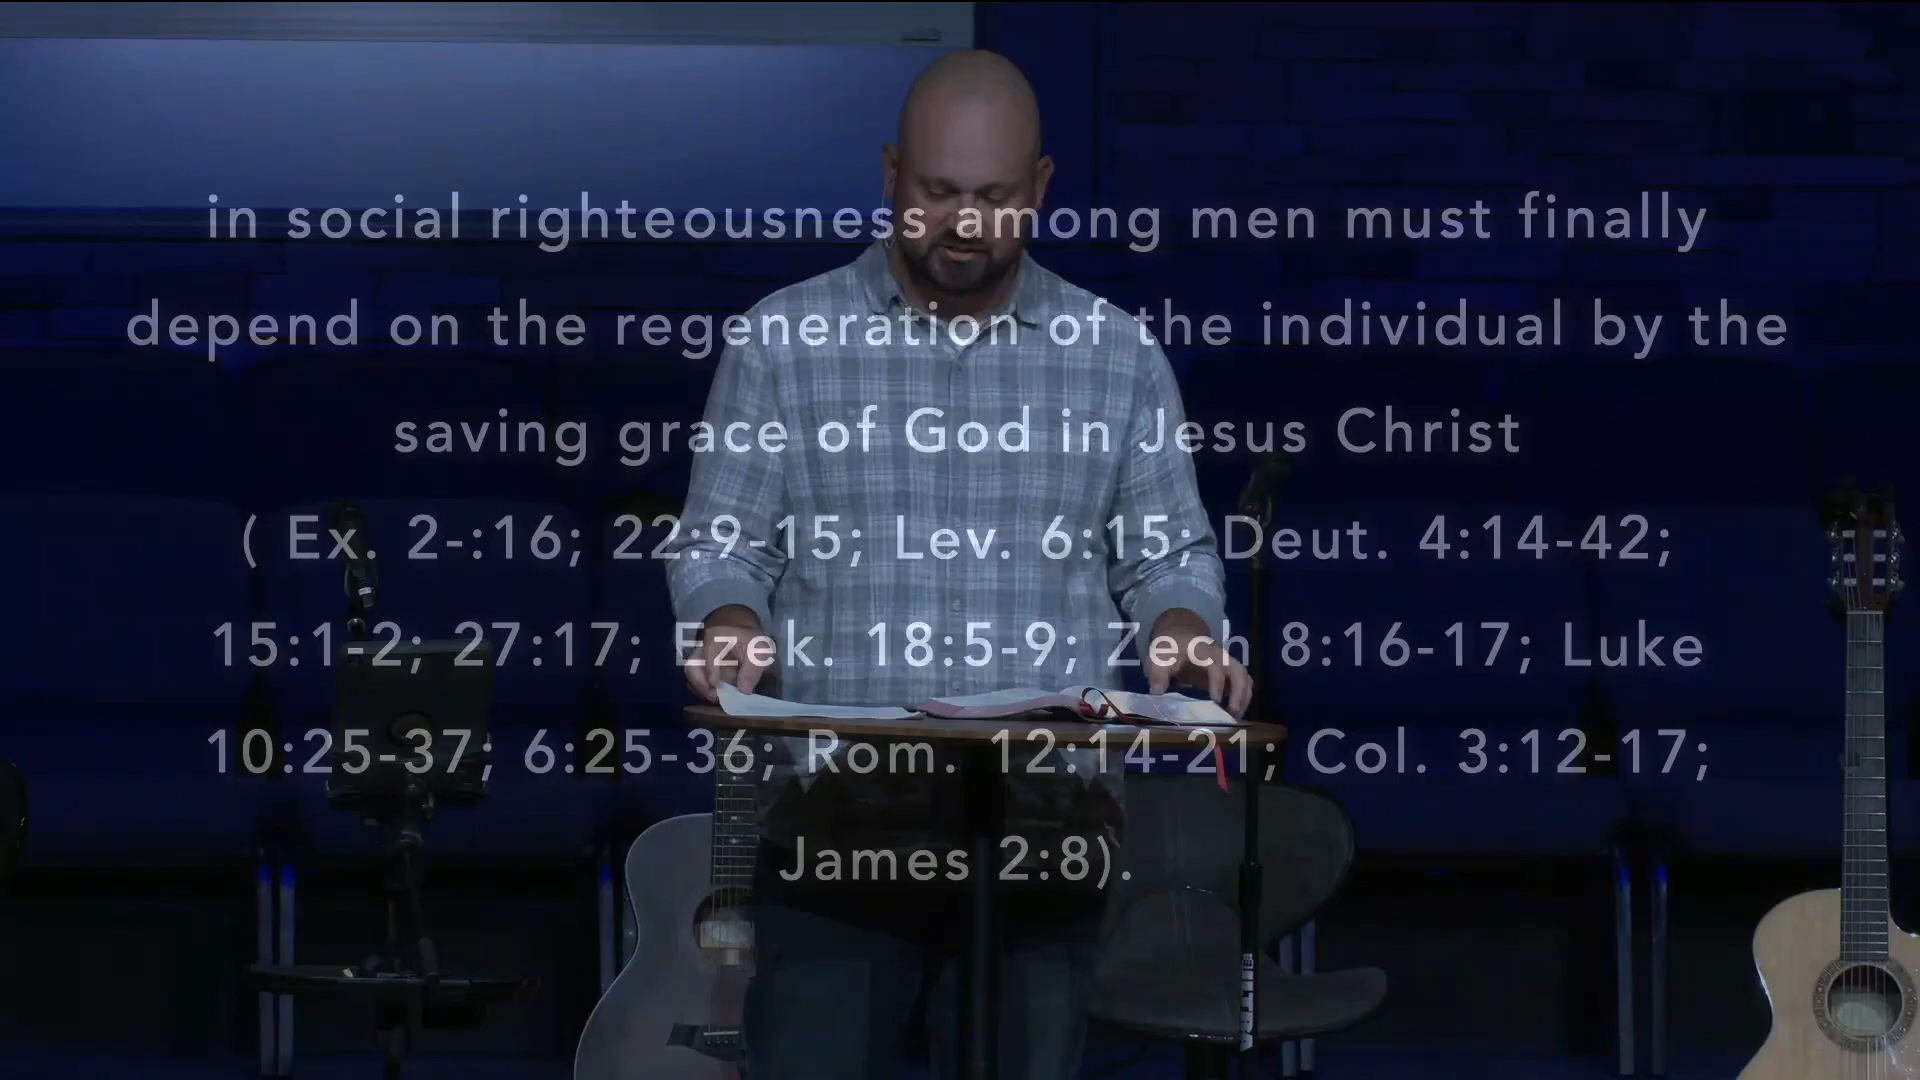 in social righteousness among men must finally
depend on the regeneration of the individual by the
saving grace of God in Jesus Christ
( Ex. 2-:16; 22:9-15; Lev. 6:15; Deut. 4:14-42;
15:1-2; 27:17; Ezek. 18:5-9; Zech 8:16-17; Luke
10:25-37; 6:25-36; Rom. 12:14-21; Col. 3:12-17;
James 2:8).